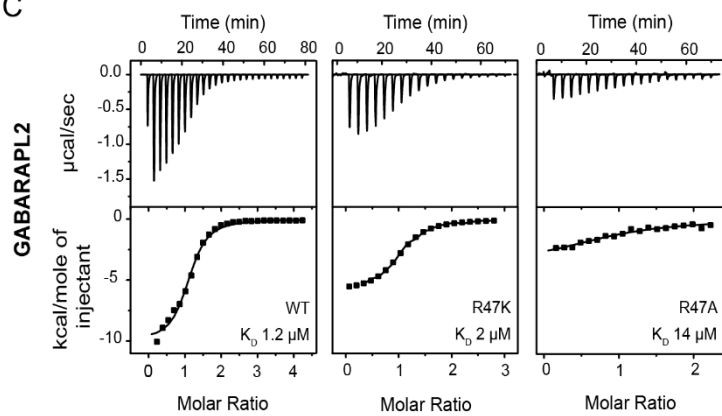 C
Time (min) Time (min) Time (min)
0 20 40 60 80 0 20 40 60 0 20 40 60
0.0
-0.5
-1.0
-1.5
µcal/sec
GABARAPL2
0
-5
-10
kcal/mole of
injectant
WT
K_D 1.2 µM
R47K
K_D 2 µM
R47A
K_D 14 µM
0 1 2 3 4 0 1 2 3 0 1 2
Molar Ratio Molar Ratio Molar Ratio